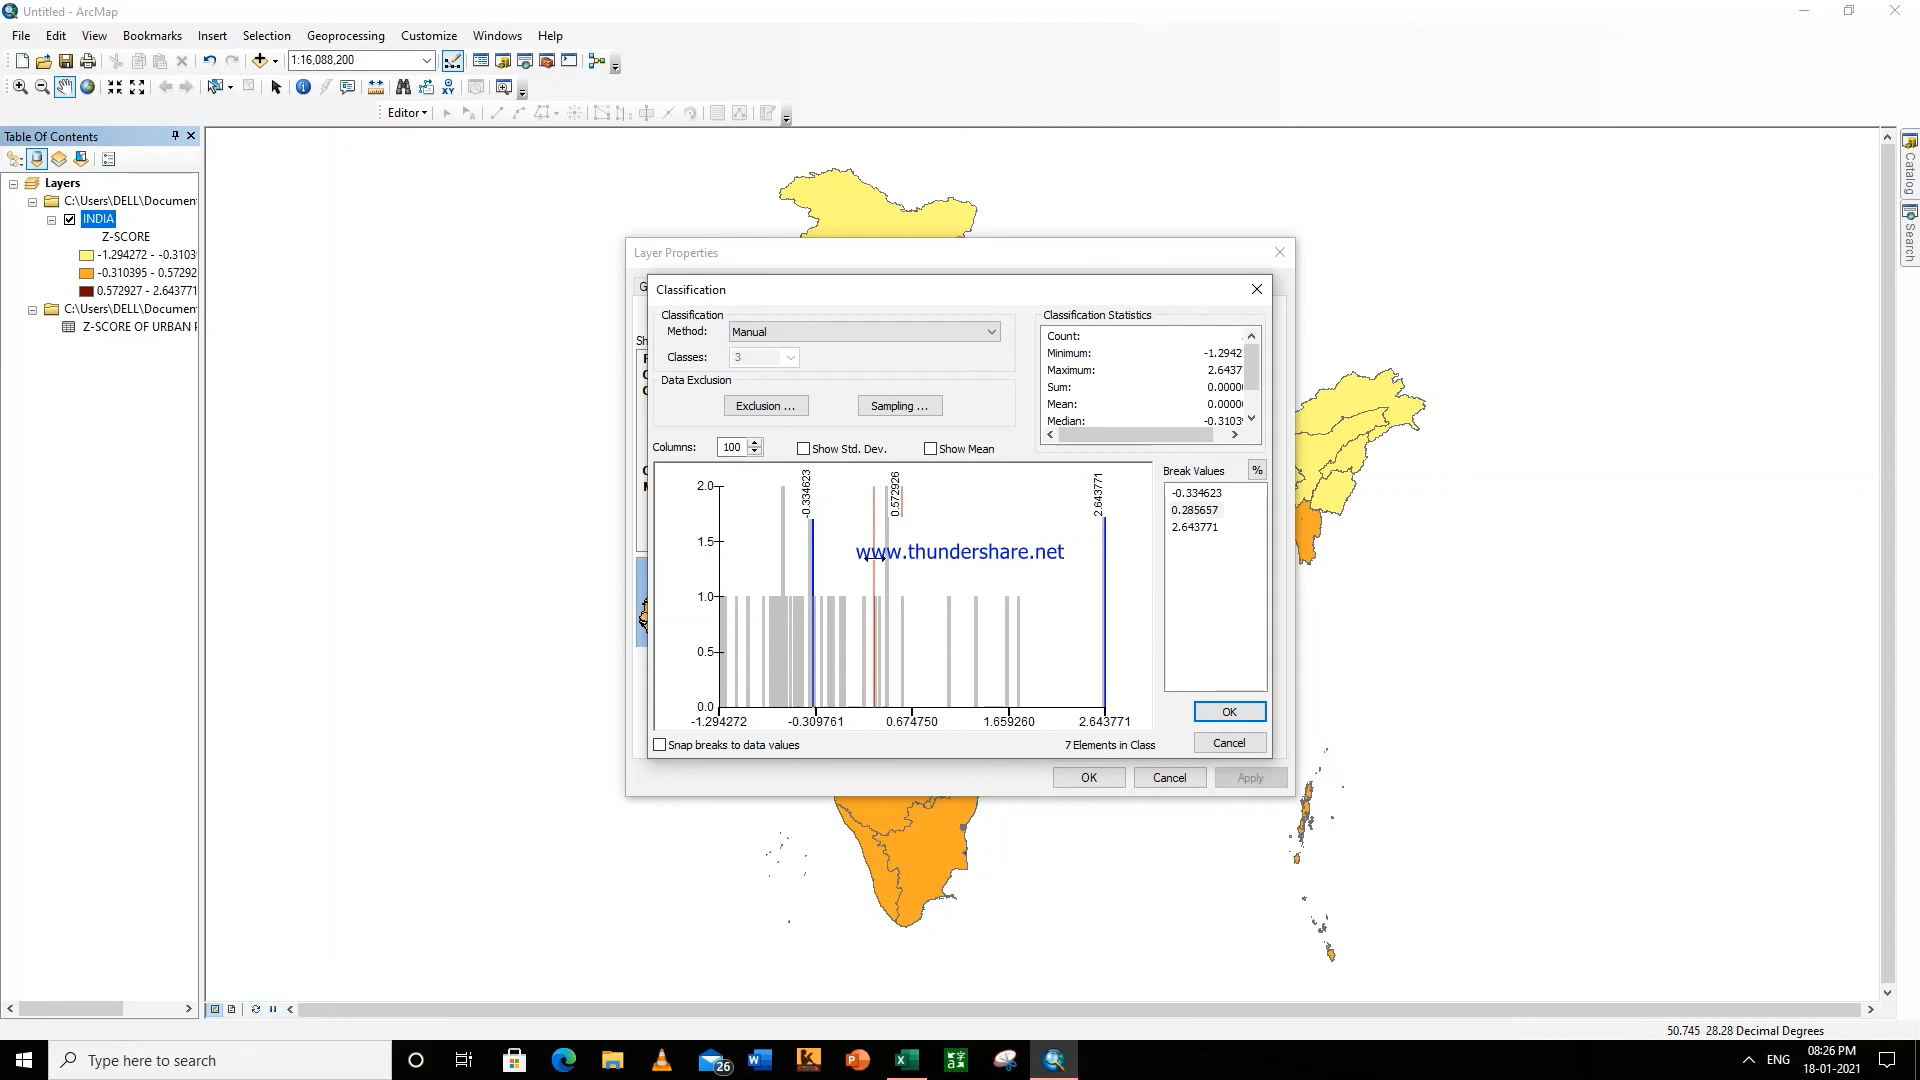 Untitled - ArcMap
File Edit View Bookmarks Insert Selection Geoprocessing Customize Windows Help
1:16,088,200
Editor
Table Of Contents
Layers
C:\Users\DELL\Documen
INDIA
Z-SCORE
-1.294272 - -0.3103
-0.310395 - 0.57292
0.572927 - 2.643771
C:\Users\DELL\Documen
Z-SCORE OF URBAN
Catalog
Search
Layer Properties
Classification
Classification
Method: Manual
Classes: 3
Data Exclusion
Exclusion ... Sampling ...
Classification Statistics
Count:
Minimum: -1.2942
Maximum: 2.6437
Sum: 0.0000
Mean: 0.0000
Median: -0.3103
Columns: 100 Show Std. Dev. Show Mean
Break Values %
-0.334623
0.285657
2.643771
-0.334623 0.572926 2.643771
2.0
1.5
1.0
0.5
0.0
www.thundershare.net
-1.294272 -0.309761 0.674750 1.659260 2.643771
Snap breaks to data values 7 Elements in Class
OK
Cancel
OK Cancel Apply
50.745 28.28 Decimal Degrees
Type here to search
26
ENG
08:26 PM
18-01-2021